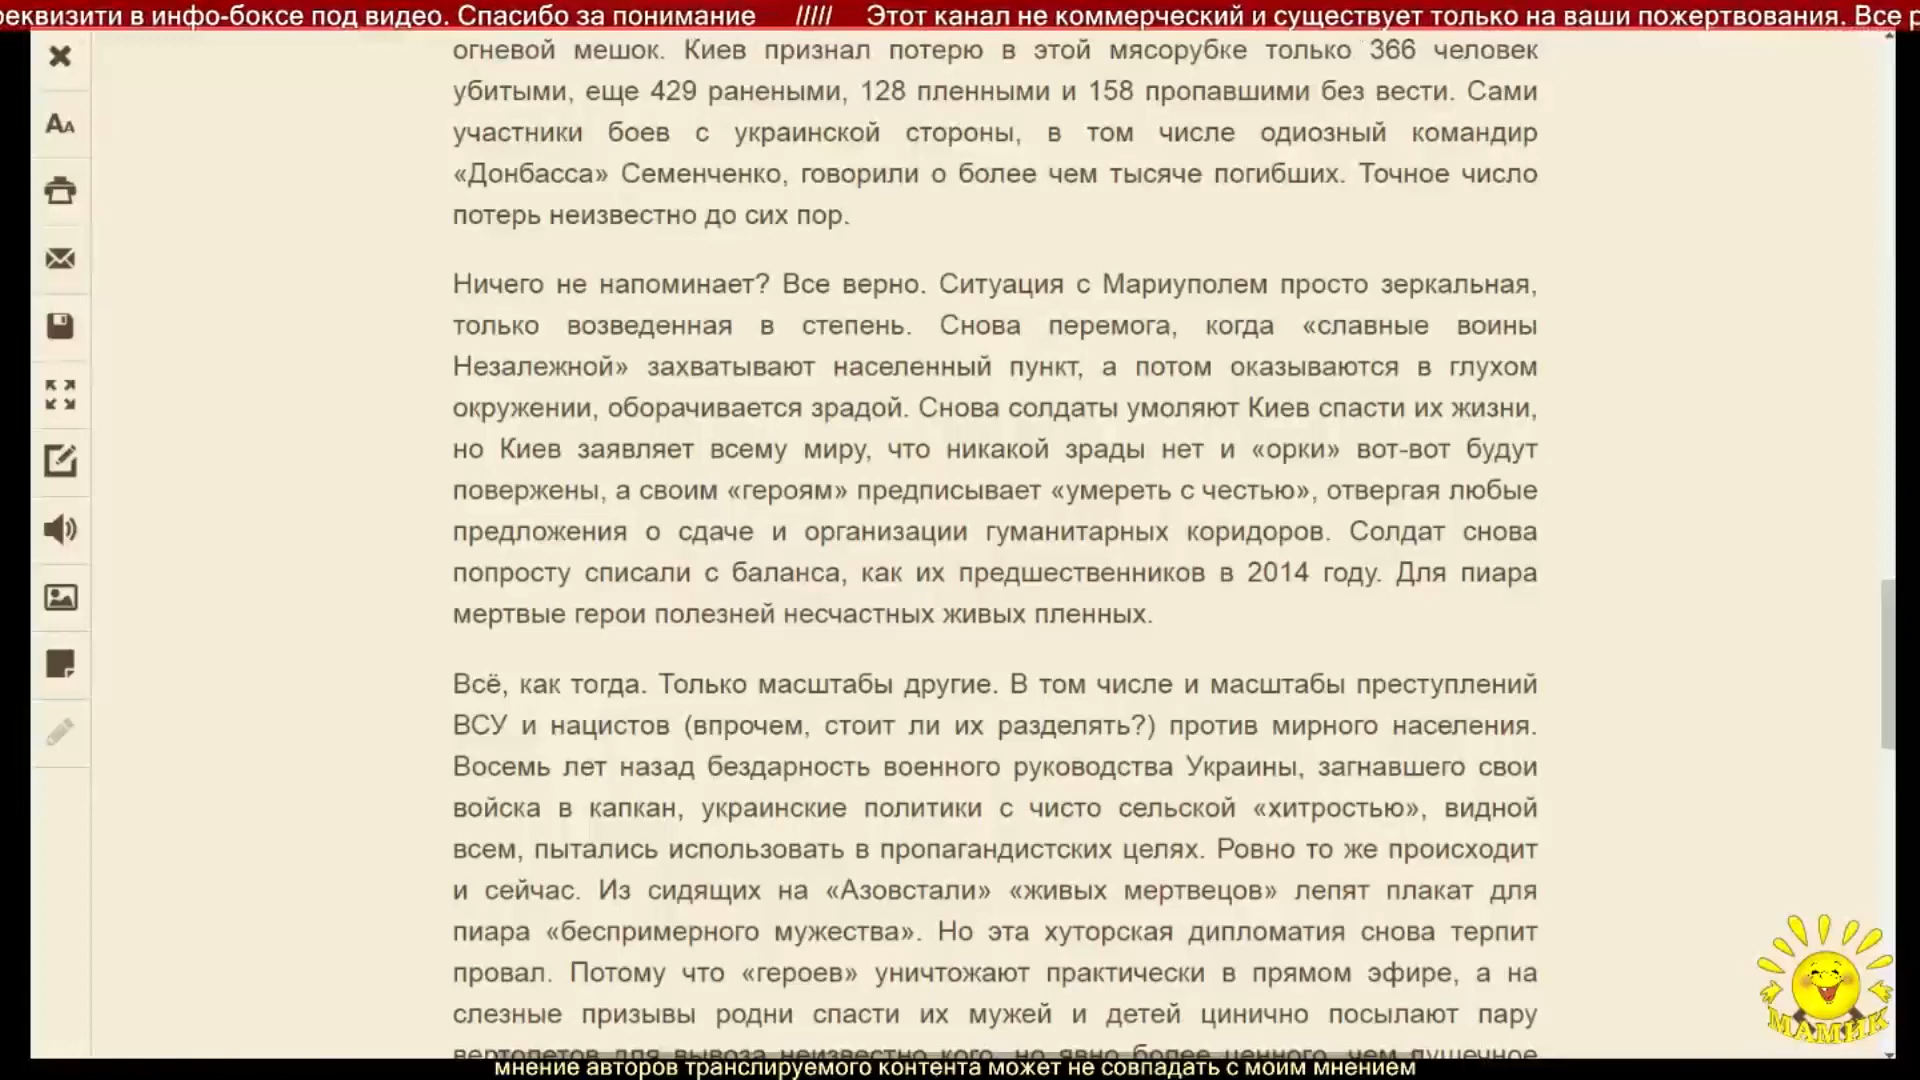 еквизити в инфо-боксе под видео. Спасибо за понимание ///// Этот канал не коммерческий и существует только на ваши пожертвования. Все р
огневой мешок. Киев признал потерю в этой мясорубке только 366 человек
убитыми, еще 429 ранеными, 128 пленными и 158 пропавшими без вести. Сами
участники боев с украинской стороны, в том числе одиозный командир
«Донбасса» Семенченко, говорили о более чем тысяче погибших. Точное число
потерь неизвестно до сих пор.
Ничего не напоминает? Все верно. Ситуация с Мариуполем просто зеркальная,
только возведенная в степень. Снова перемога, когда «славные воины
Незалежной» захватывают населенный пункт, а потом оказываются в глухом
окружении, оборачивается зрадой. Снова солдаты умоляют Киев спасти их жизни,
но Киев заявляет всему миру, что никакой зрады нет и «орки» вот-вот будут
повержены, а своим «героям» предписывает «умереть с честью», отвергая любые
предложения о сдаче и организации гуманитарных коридоров. Солдат снова
попросту списали с баланса, как их предшественников в 2014 году. Для пиара
мертвые герои полезней несчастных живых пленных.
Всё, как тогда. Только масштабы другие. В том числе и масштабы преступлений
ВСУ и нацистов (впрочем, стоит ли их разделять?) против мирного населения.
Восемь лет назад бездарность военного руководства Украины, загнавшего свои
войска в капкан, украинские политики с чисто сельской «хитростью», видной
всем, пытались использовать в пропагандистских целях. Ровно то же происходит
и сейчас. Из сидящих на «Азовстали» «живых мертвецов» лепят плакат для
пиара «беспримерного мужества». Но эта хуторская дипломатия снова терпит
провал. Потому что «героев» уничтожают практически в прямом эфире, а на
слезные призывы родни спасти их мужей и детей цинично посылают пару
вертолетов для вывоза неизвестно кого, но явно более ценного, чем пушечное
МАМИК
мнение авторов транслируемого контента может не совпадать с моим мнением